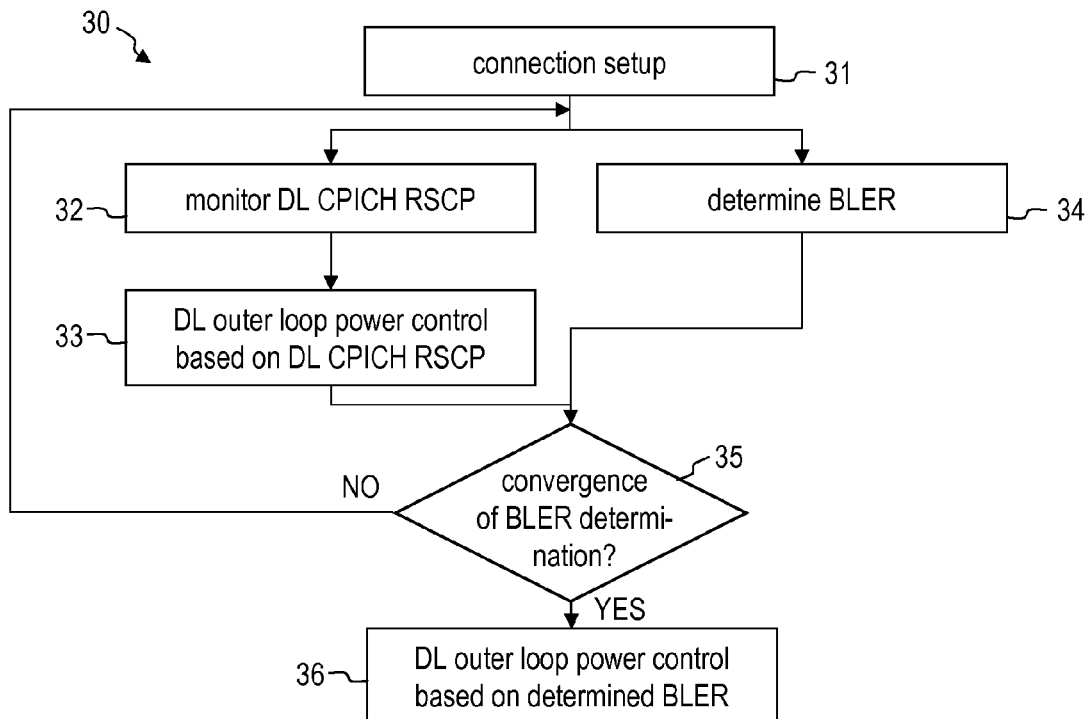 30
connection setup
31
monitor DL CPICH RSCP
32
determine BLER
34
DL outer loop power control
based on DL CPICH RSCP
33
convergence
of BLER determi-
nation?
35
NO
YES
DL outer loop power control
based on determined BLER
36